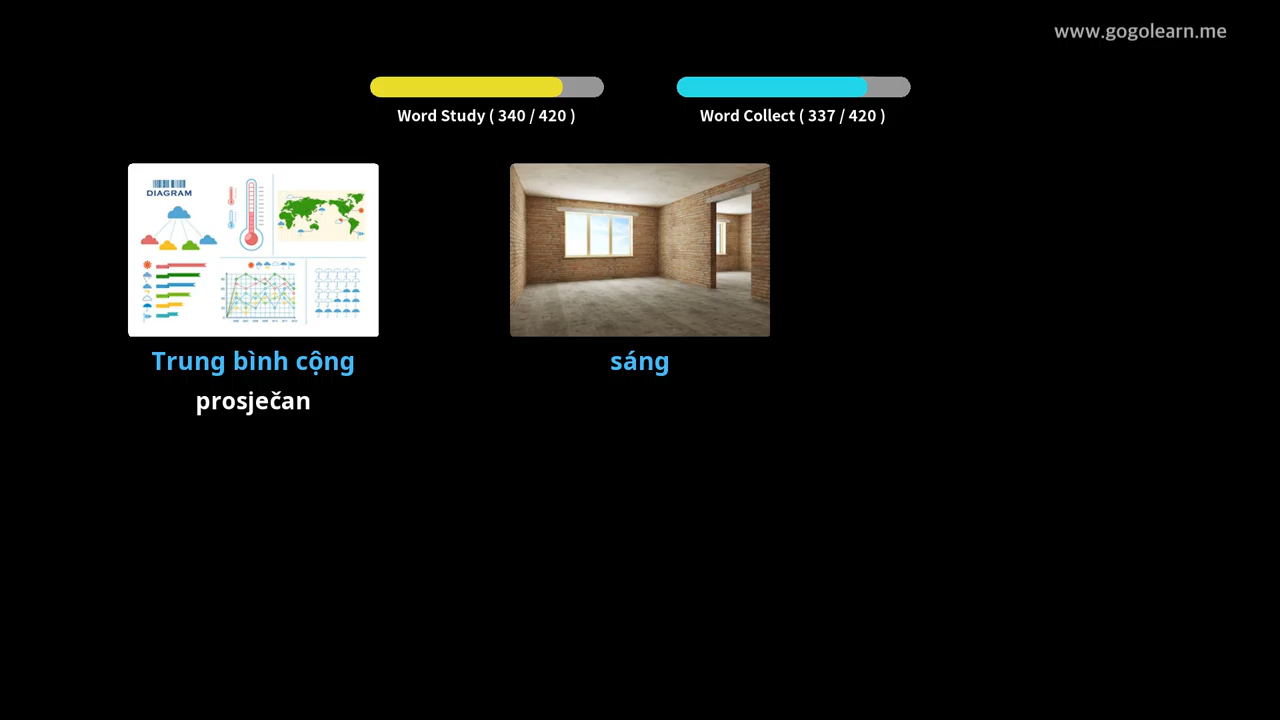 www.gogolearn.me
Word Study ( 340 / 420 )
Word Collect ( 337 / 420 )
DIAGRAM
Trung bình cộng
sáng
prosječan